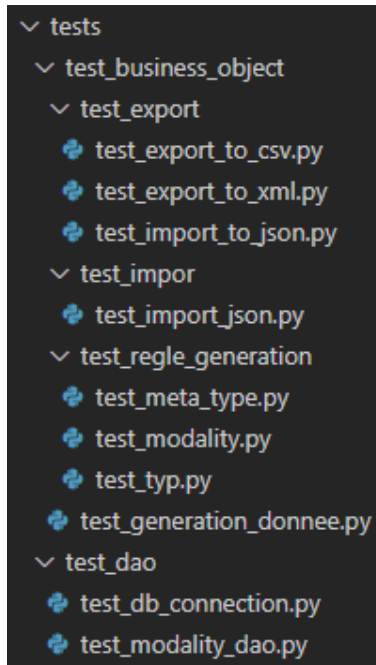 tests
test_business_object
test_export
test_export_to_csv.py
test_export_to_xml.py
test_import_to_json.py
test_impor
test_import_json.py
test_regle_generation
test_meta_type.py
test_modality.py
test_typ.py
test_generation_donnee.py
test_dao
test_db_connection.py
test_modality_dao.py